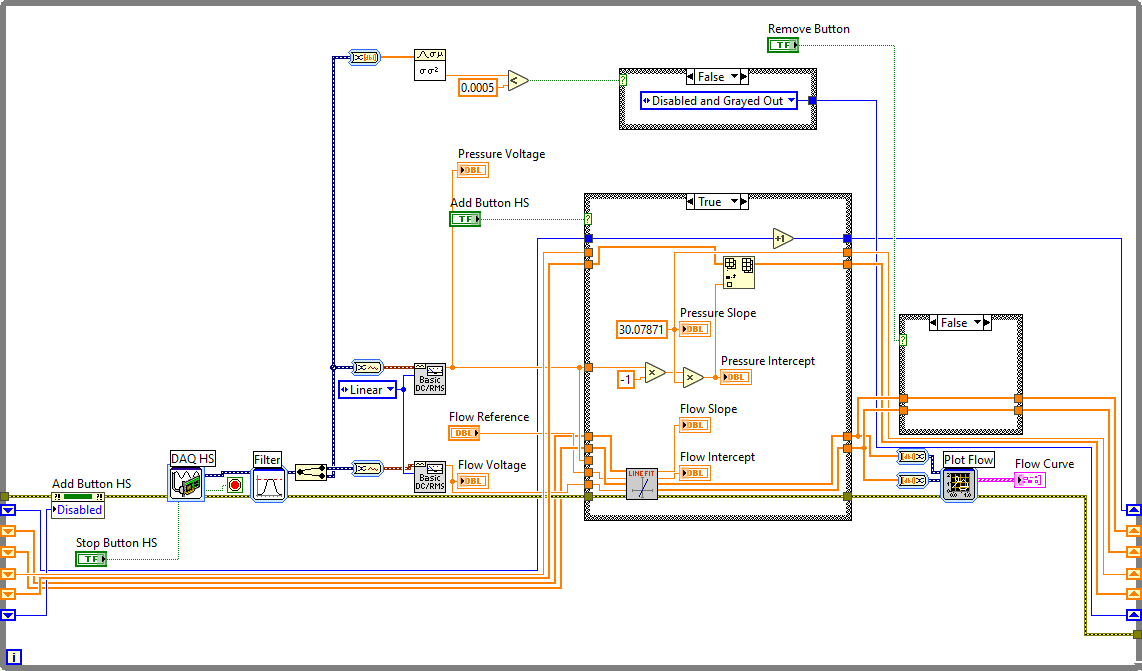 Remove Button
TF
σμ
σσ²
0.0005
<
?
False
Disabled and Grayed Out
Pressure Voltage
DBL
Add Button HS
TF
?
True
+1
Pressure Slope
30.07871
DBL
?
False
Pressure Intercept
-1
×
×
DBL
Basic
DC/RMS
Linear
Flow Reference
DBL
Flow Slope
DBL
Flow Voltage
DBL
Basic
DC/RMS
Flow Intercept
DBL
LINEFIT
DAQ HS
Filter
Plot Flow
Flow Curve
Add Button HS
Disabled
Stop Button HS
TF
i